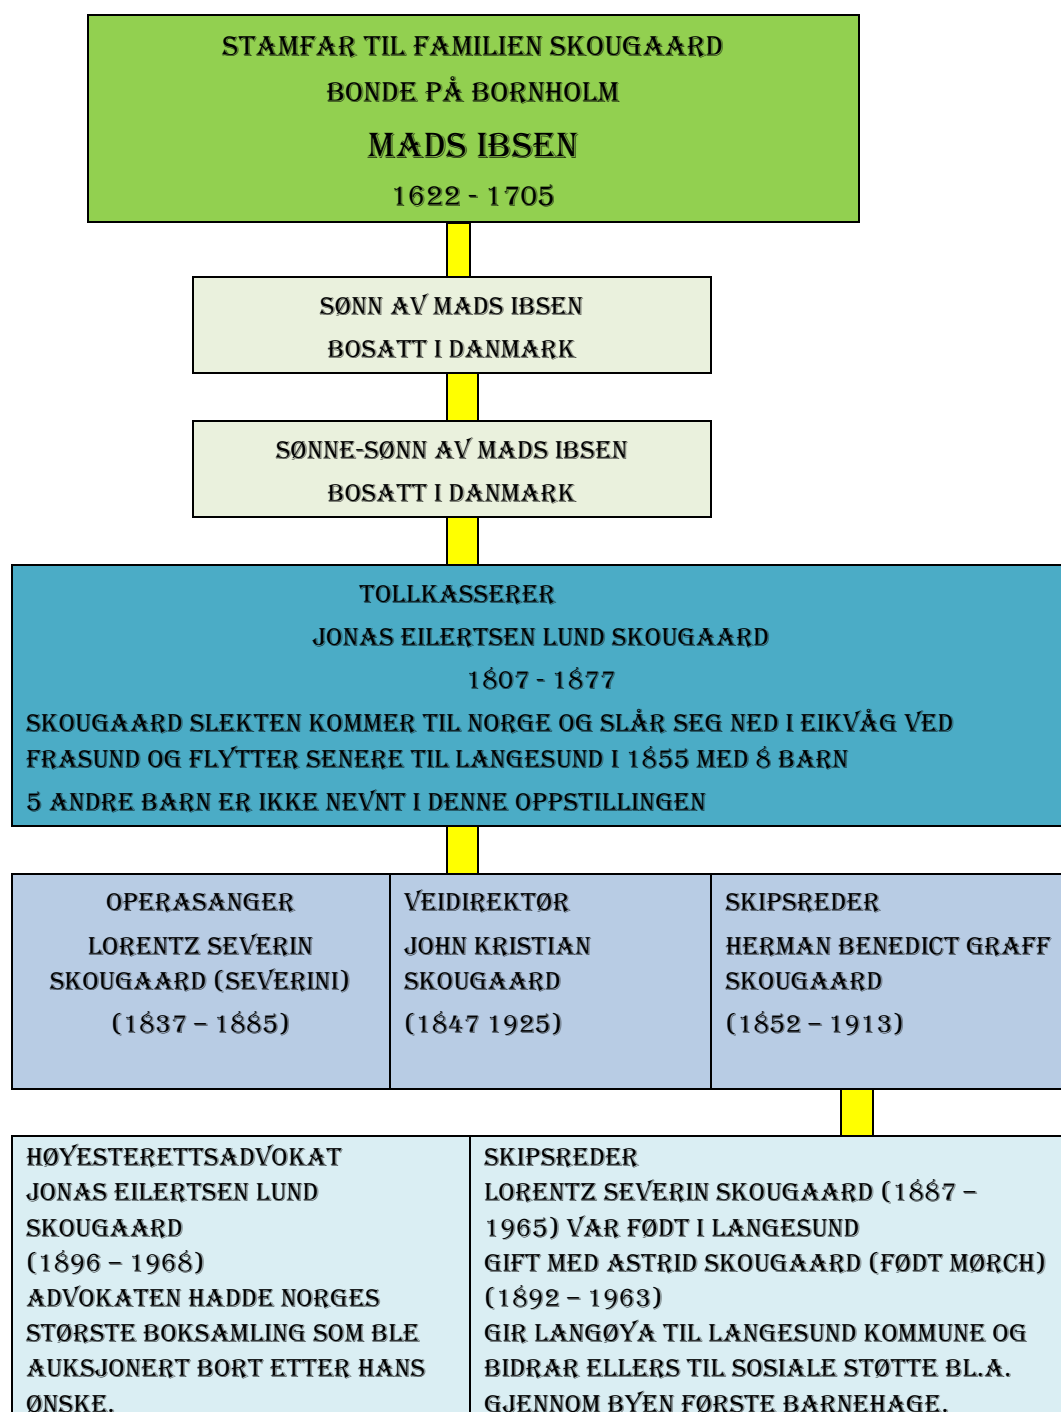 STAMFAR TIL FAMILIEN SKOUGAARD
BONDE PÅ BORNHOLM
MADS IBSEN
1622 - 1705
SØNN AV MADS IBSEN
BOSATT I DANMARK
SØNNE-SØNN AV MADS IBSEN
BOSATT I DANMARK
TOLLKASSERER
JONAS EILERTSEN LUND SKOUGAARD
1807 - 1877
SKOUGAARD SLEKTEN KOMMER TIL NORGE OG SLÅR SEG NED I EIKVÅG VED
FRASUND OG FLYTTER SENERE TIL LANGESUND I 1855 MED 8 BARN
5 ANDRE BARN ER IKKE NEVNT I DENNE OPPSTILLINGEN
OPERASANGER
LORENTZ SEVERIN
SKOUGAARD (SEVERINI)
(1837 – 1885)
VEIDIREKTØR
JOHN KRISTIAN
SKOUGAARD
(1847 1925)
SKIPSREDER
HERMAN BENEDICT GRAFF
SKOUGAARD
(1852 – 1913)
HØYESTERETTSADVOKAT
JONAS EILERTSEN LUND
SKOUGAARD
(1896 – 1968)
ADVOKATEN HADDE NORGES
STØRSTE BOKSAMLING SOM BLE
AUKSJONERT BORT ETTER HANS
ØNSKE.
SKIPSREDER
LORENTZ SEVERIN SKOUGAARD (1887 –
1965) VAR FØDT I LANGESUND
GIFT MED ASTRID SKOUGAARD (FØDT MØRCH)
(1892 – 1963)
GIR LANGØYA TIL LANGESUND KOMMUNE OG
BIDRAR ELLERS TIL SOSIALE STØTTE BL.A.
GJENNOM BYEN FØRSTE BARNEHAGE.